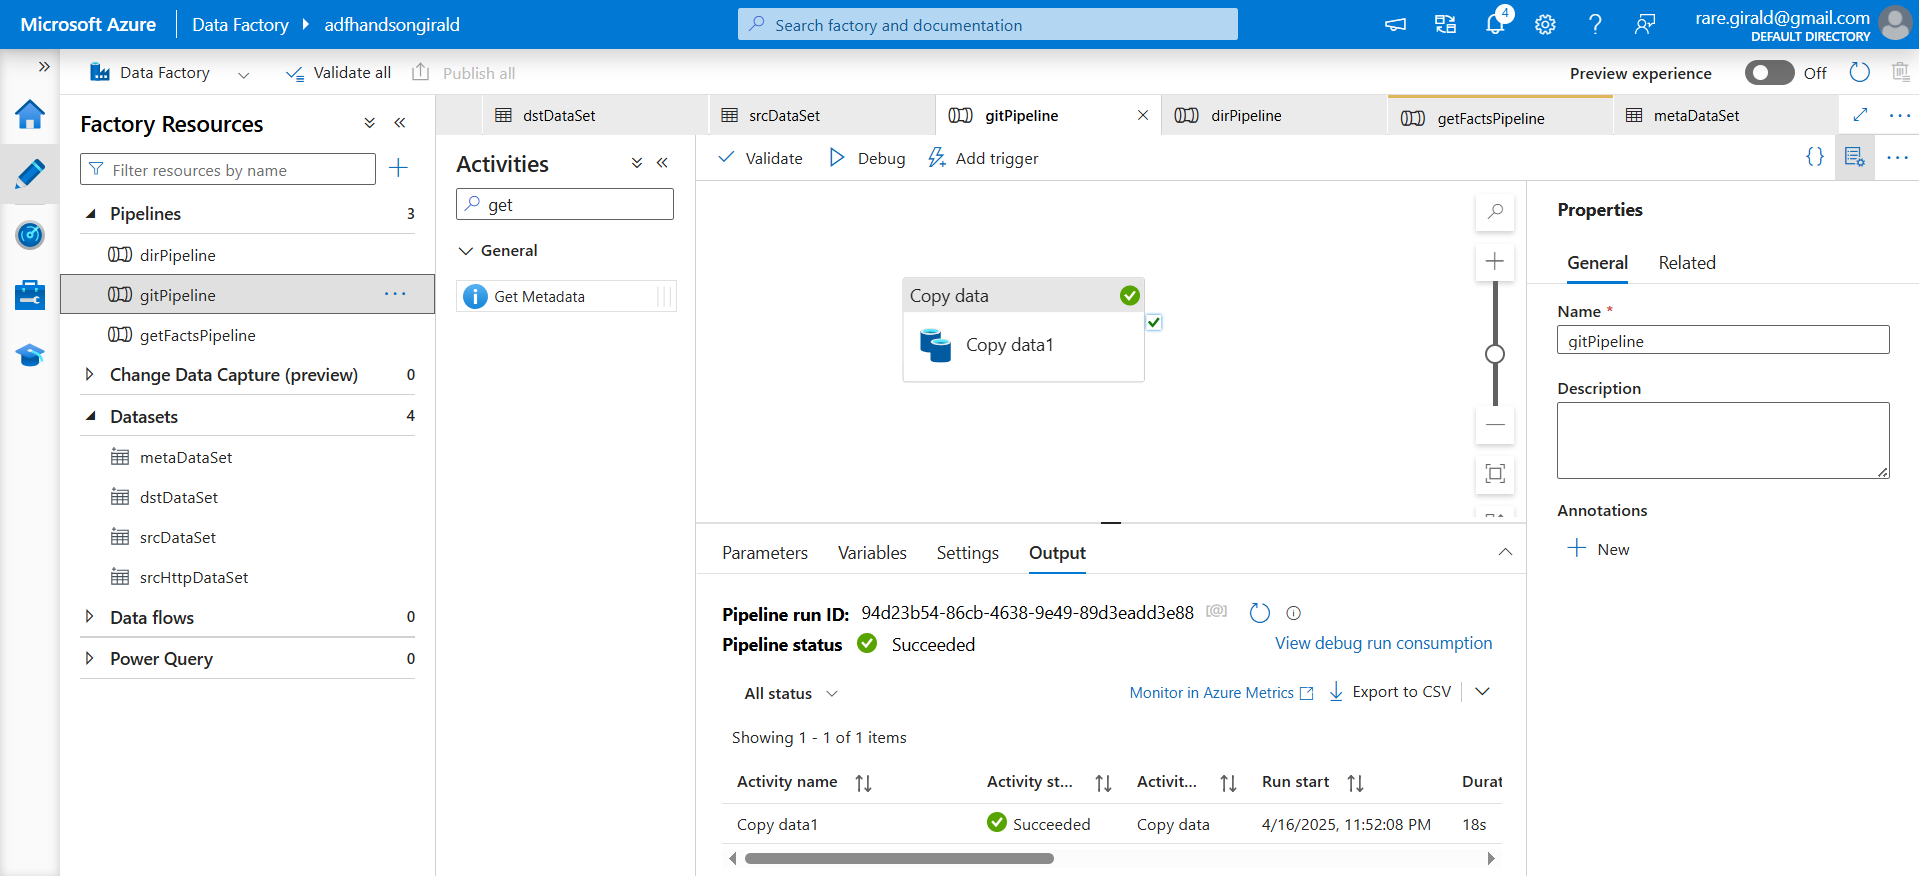 Microsoft Azure
Data Factory
adfhandsongirald
Search factory and documentation
4
rare.girald@gmail.com
DEFAULT DIRECTORY
Data Factory
Validate all
Publish all
Preview experience
Off
Factory Resources
Filter resources by name
Pipelines 3
dirPipeline
gitPipeline
getFactsPipeline
Change Data Capture (preview) 0
Datasets 4
metaDataSet
dstDataSet
srcDataSet
srcHttpDataSet
Data flows 0
Power Query 0
dstDataSet
srcDataSet
gitPipeline
dirPipeline
getFactsPipeline
metaDataSet
Activities
get
General
Get Metadata
Validate
Debug
Add trigger
{}
Copy data
Copy data1
Parameters
Variables
Settings
Output
Pipeline run ID: 94d23b54-86cb-4638-9e49-89d3eadd3e88 [@]
Pipeline status Succeeded
View debug run consumption
All status
Monitor in Azure Metrics
Export to CSV
Showing 1 - 1 of 1 items
Activity name Activity st... Activit... Run start Durat
Copy data1 Succeeded Copy data 4/16/2025, 11:52:08 PM 18s
Properties
General
Related
Name *
gitPipeline
Description
Annotations
New